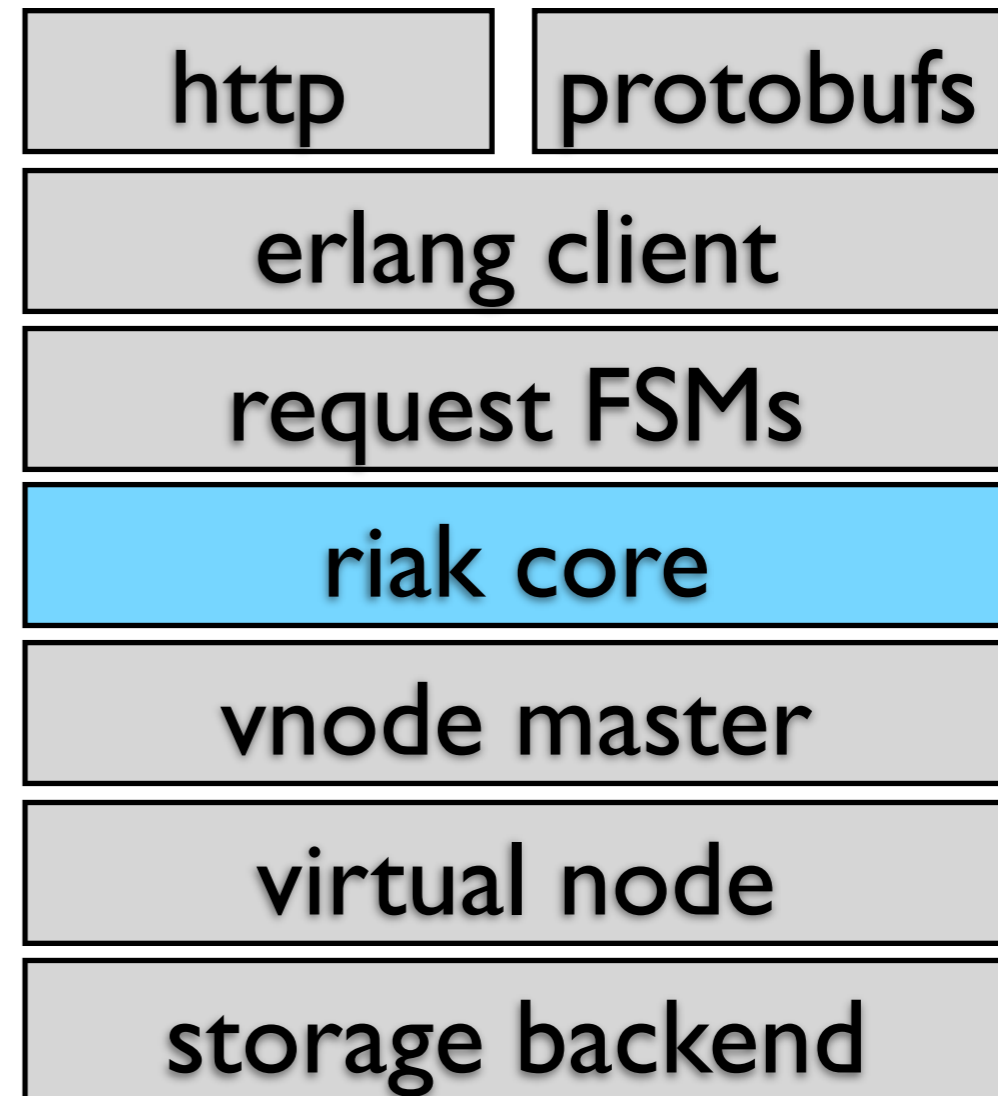 http protobufs
erlang client
request FSMs
riak core
vnode master
virtual node
storage backend